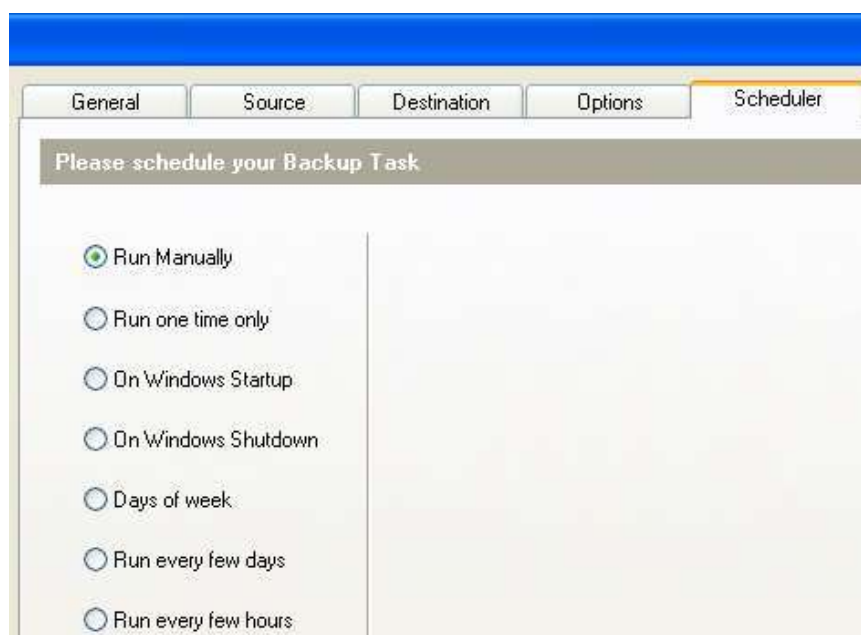 General Source Destination Options Scheduler
Please schedule your Backup Task
Run Manually
Run one time only
On Windows Startup
On Windows Shutdown
Days of week
Run every few days
Run every few hours